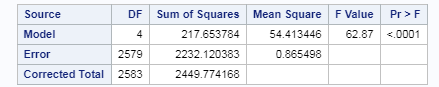 Source DF Sum of Squares Mean Square F Value Pr > F
Model 4 217.653784 54.413446 62.87 <.0001
Error 2579 2232.120383 0.865498
Corrected Total 2583 2449.774168